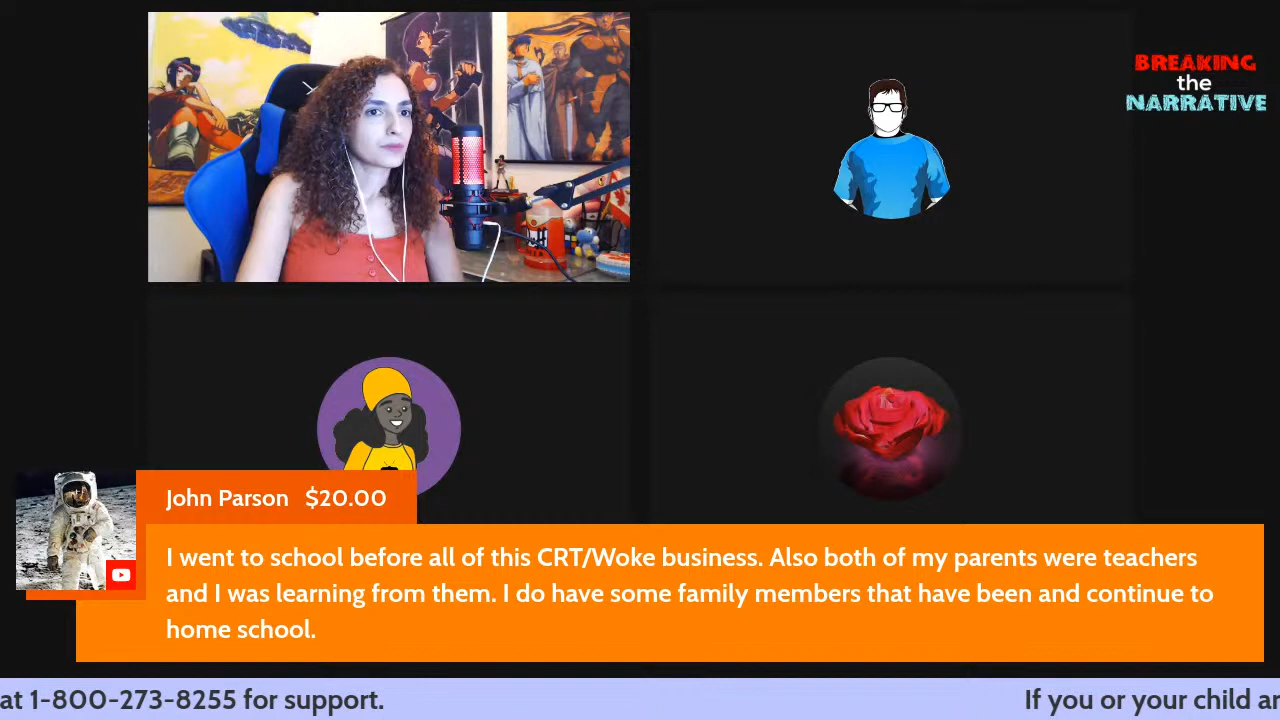 BREAKING
the
NARRATIVE
John Parson $20.00
I went to school before all of this CRT/Woke business. Also both of my parents were teachers
and I was learning from them. I do have some family members that have been and continue to
home school.
at 1-800-273-8255 for support. If you or your child